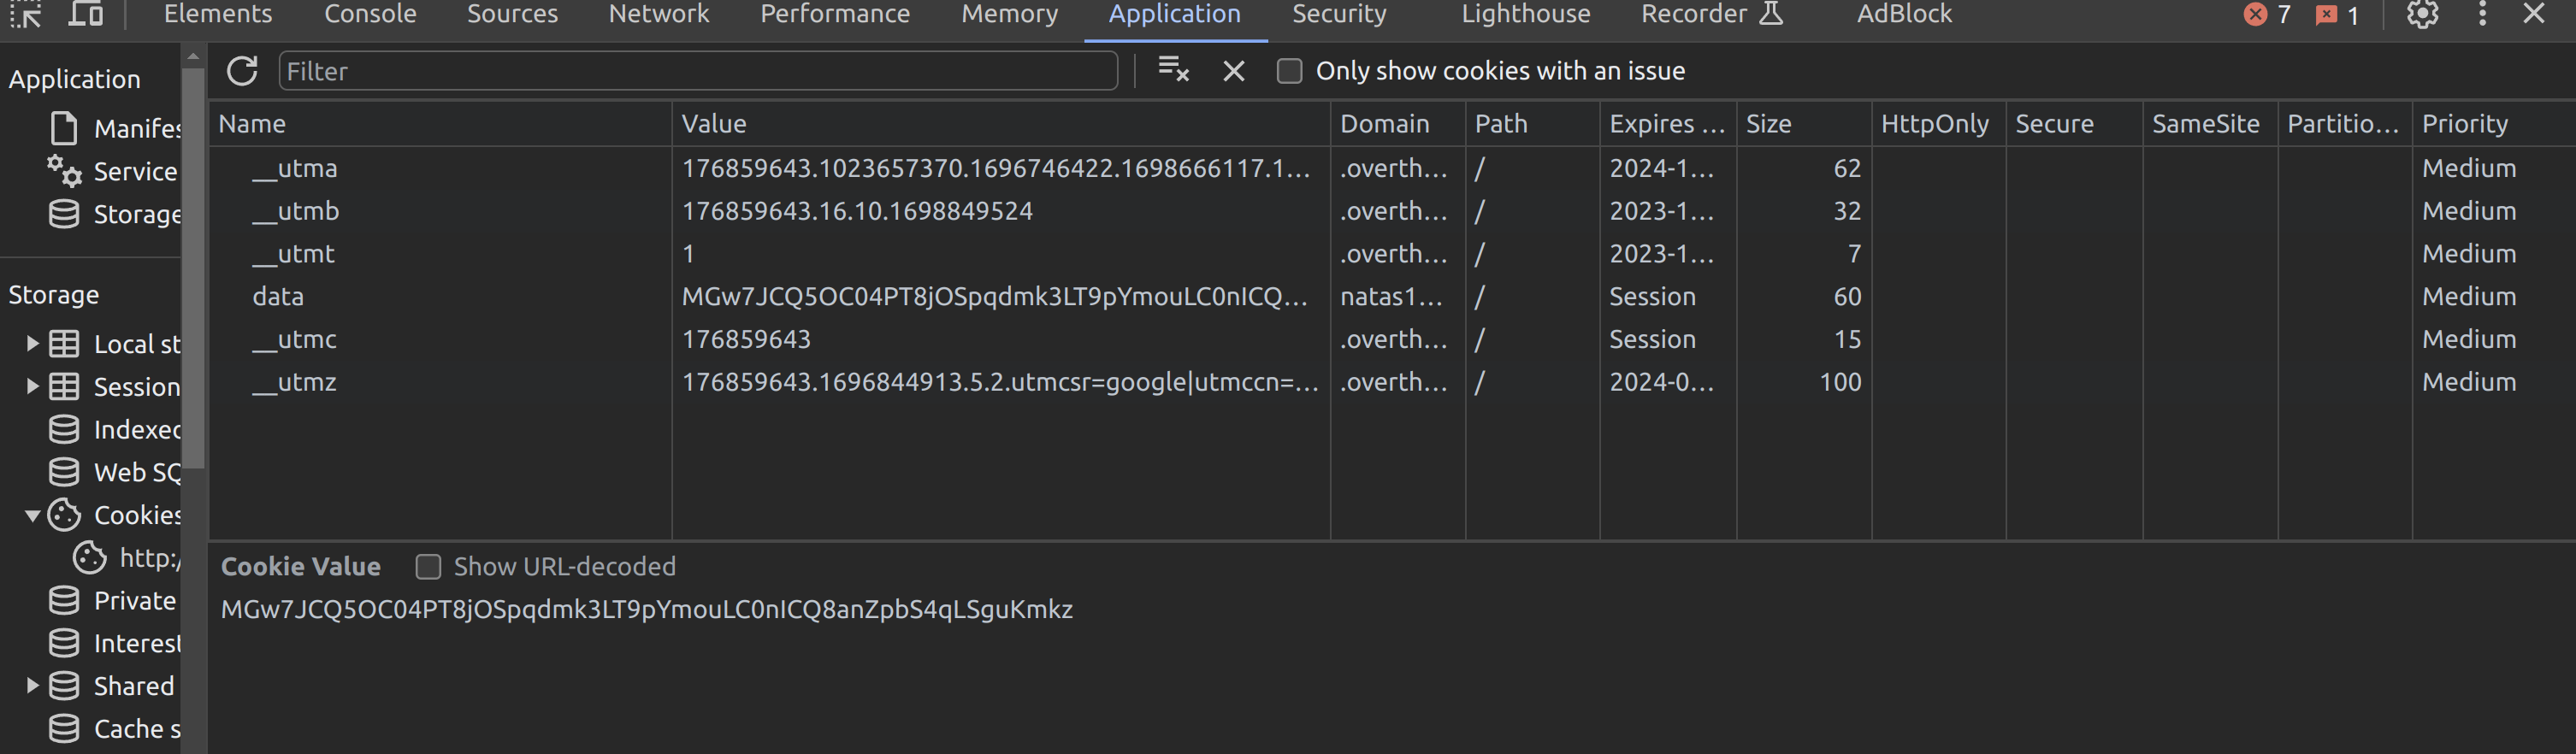 Elements Console Sources Network Performance Memory Application Security Lighthouse Recorder AdBlock 7 1
Application
Manifes
Service
Storage
Storage
Local st
Session
Indexed
Web SQ
Cookies
http:/
Private
Interest
Shared
Cache s
Filter Only show cookies with an issue
Name Value Domain Path Expires ... Size HttpOnly Secure SameSite Partitio... Priority
__utma 176859643.1023657370.1696746422.1698666117.1... .overth... / 2024-1... 62 Medium
__utmb 176859643.16.10.1698849524 .overth... / 2023-1... 32 Medium
__utmt 1 .overth... / 2023-1... 7 Medium
data MGw7JCQ5OC04PT8jOSpqdmk3LT9pYmouLC0nICQ... natas1... / Session 60 Medium
__utmc 176859643 .overth... / Session 15 Medium
__utmz 176859643.1696844913.5.2.utmcsr=google|utmccn=... .overth... / 2024-0... 100 Medium
Cookie Value Show URL-decoded
MGw7JCQ5OC04PT8jOSpqdmk3LT9pYmouLC0nICQ8anZpbS4qLSguKmkz